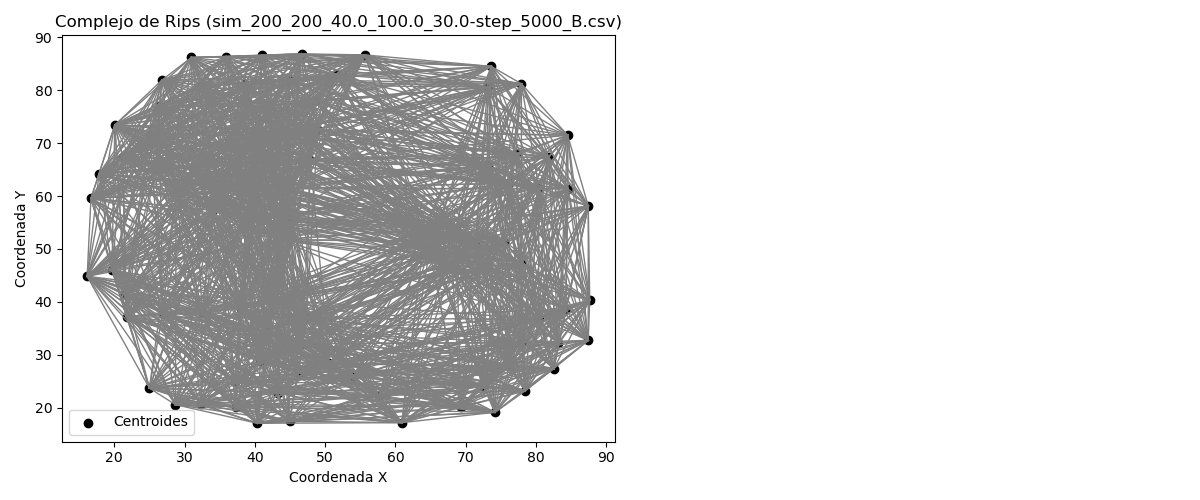 Complejo de Rips (sim_200_200_40.0_100.0_30.0-step_5000_B.csv)
90
80
70
60
50
40
30
20
Coordenada Y
Centroides
20 30 40 50 60 70 80 90
Coordenada X